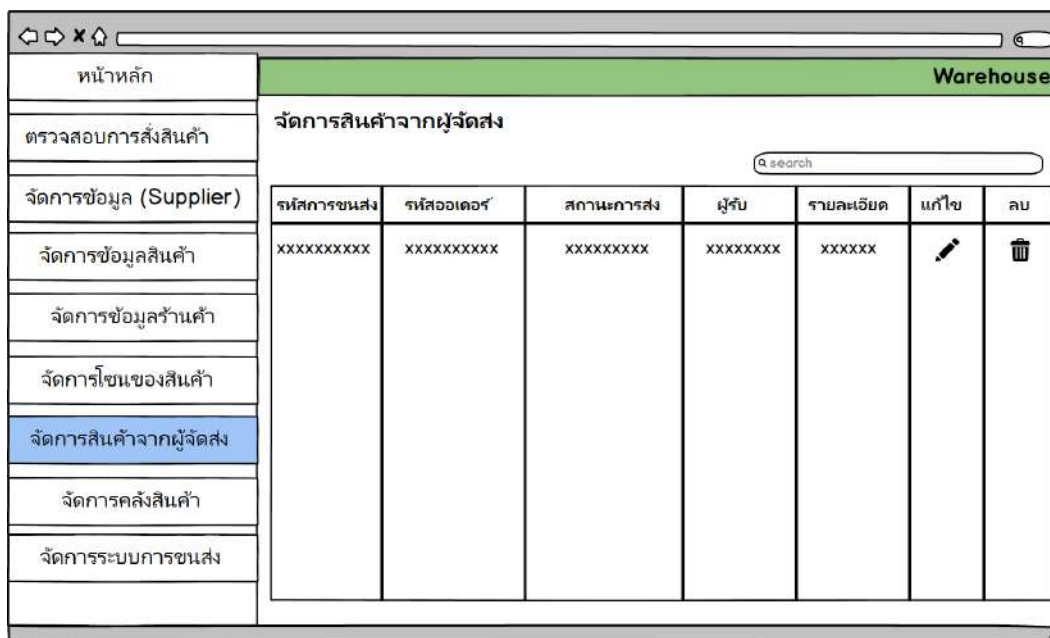 หน้าหลัก
Warehouse
ตรวจสอบการสั่งสินค้า
จัดการข้อมูล (Supplier)
จัดการข้อมูลสินค้า
จัดการข้อมูลร้านค้า
จัดการโซนของสินค้า
จัดการสินค้าจากผู้จัดส่ง
จัดการคลังสินค้า
จัดการระบบการขนส่ง
จัดการสินค้าจากผู้จัดส่ง
search
รหัสการขนส่ง รหัสออเดอร์ สถานะการส่ง ผู้รับ รายละเอียด แก้ไข ลบ
xxxxxxxxxx xxxxxxxxxx xxxxxxxxx xxxxxxxx xxxxxx